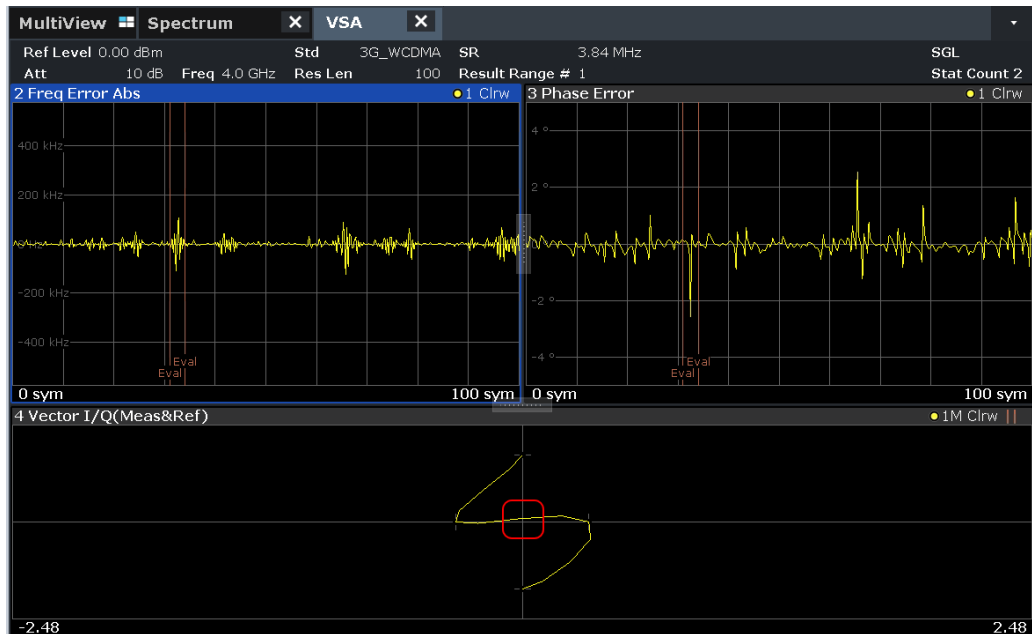 MultiView Spectrum X VSA X
Ref Level 0.00 dBm Std 3G_WCDMA SR 3.84 MHz SGL
Att 10 dB Freq 4.0 GHz Res Len 100 Result Range # 1 Stat Count 2
2 Freq Error Abs 1 Clrw
400 kHz
200 kHz
-200 kHz
-400 kHz
Eval
Eval
0 sym 100 sym
3 Phase Error 1 Clrw
4 °
2 °
-2 °
-4 °
Eval
Eval
0 sym 100 sym
4 Vector I/Q(Meas&Ref) 1M Clrw
-2.48 2.48